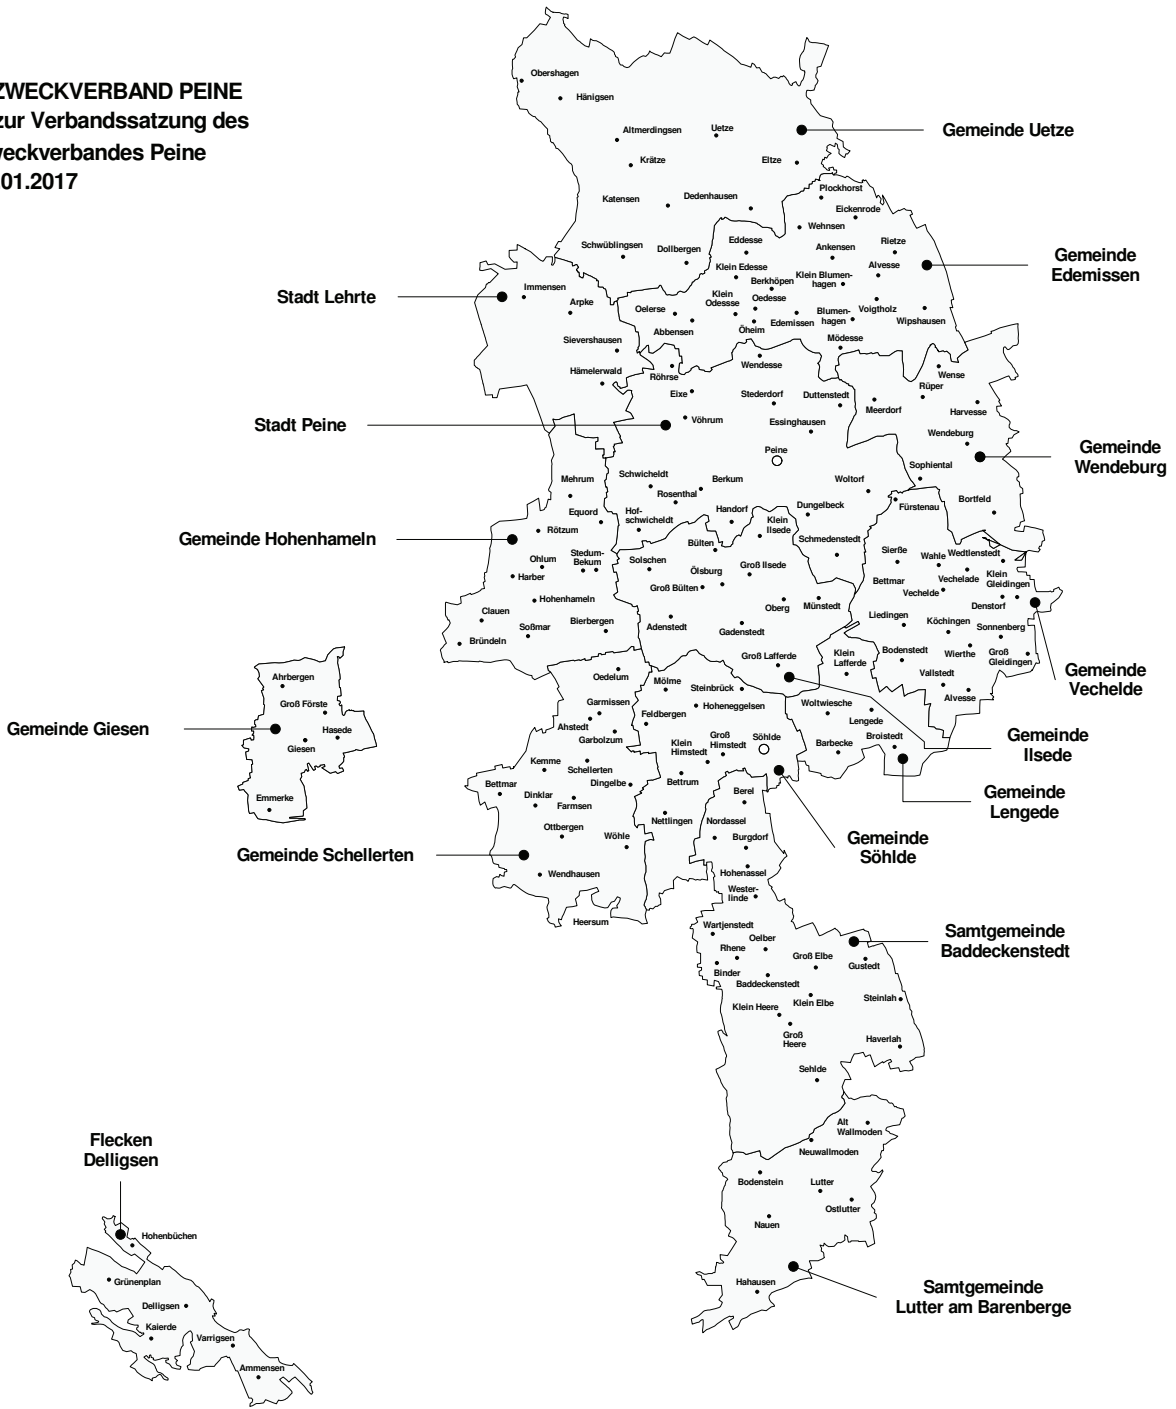 ZWECKVERBAND PEINE
zur Verbandssatzung des
weckverbandes Peine
.01.2017
Obershagen
Hänigsen
Altmerdingsen
Uetze
Gemeinde Uetze
Krätze
Eltze
Katensen
Dedenhausen
Plockhorst
Eickenrode
Wehnsen
Schwüblingsen
Dollbergen
Eddesse
Ankensen
Rietze
Gemeinde
Edemissen
Klein Edesse
Alvesse
Berkhöpen
Klein Blumen-
hagen
Stadt Lehrte
Immensen
Arpke
Oelerse
Klein
Odessse
Oedesse
Abbensen
Öheim
Edemissen
Blumen-
hagen
Voigtholz
Wipshausen
Sievershausen
Mödesse
Hämelerwald
Röhrse
Wendesse
Wense
Rüper
Eixe
Stederdorf
Duttenstedt
Meerdorf
Harvesse
Stadt Peine
Vöhrum
Essinghausen
Wendeburg
Gemeinde
Wendeburg
Peine
Sophiental
Mehrum
Schwicheldt
Berkum
Woltorf
Rosenthal
Bortfeld
Equord
Hof-
schwicheldt
Handorf
Klein
Ilsede
Dungelbeck
Fürstenau
Gemeinde Hohenhameln
Rötzum
Schmedenstedt
Ohlum
Stedum-
Bekum
Bülten
Solschen
Ölsburg
Groß Ilsede
Sierße
Wahle
Wedtlenstedt
Harber
Groß Bülten
Bettmar
Vechelade
Klein
Gleidingen
Vechelde
Hohenhameln
Oberg
Münstedt
Denstorf
Clauen
Soßmar
Bierbergen
Adenstedt
Gadenstedt
Liedingen
Köchingen
Sonnenberg
Bründeln
Groß Lafferde
Klein
Lafferde
Bodenstedt
Wierthe
Groß
Gleidingen
Gemeinde
Vechelde
Vallstedt
Alvesse
Ahrbergen
Oedelum
Mölme
Steinbrück
Groß Förste
Garmissen
Hoheneggelsen
Woltwiesche
Lengede
Gemeinde Giesen
Hasede
Giesen
Ahstedt
Garbolzum
Feldbergen
Klein
Himstedt
Groß
Himstedt
Söhlde
Barbecke
Broistedt
Gemeinde
Ilsede
Kemme
Schellerten
Bettmar
Dingelbe
Bettrum
Emmerke
Dinklar
Farmsen
Berel
Gemeinde
Lengede
Ottbergen
Wöhle
Nettlingen
Nordassel
Burgdorf
Gemeinde
Söhlde
Gemeinde Schellerten
Wendhausen
Hohenassel
Wester-
linde
Heersum
Wartjenstedt
Oelber
Samtgemeinde
Baddeckenstedt
Rhene
Groß Elbe
Gustedt
Binder
Baddeckenstedt
Klein Heere
Klein Elbe
Steinlah
Groß
Heere
Haverlah
Sehlde
Alt
Wallmoden
Neuwallmoden
Flecken
Delligsen
Bodenstein
Lutter
Ostlutter
Nauen
Hohenbüchen
Grünenplan
Hahausen
Samtgemeinde
Lutter am Barenberge
Delligsen
Kaierde
Varrigsen
Ammensen